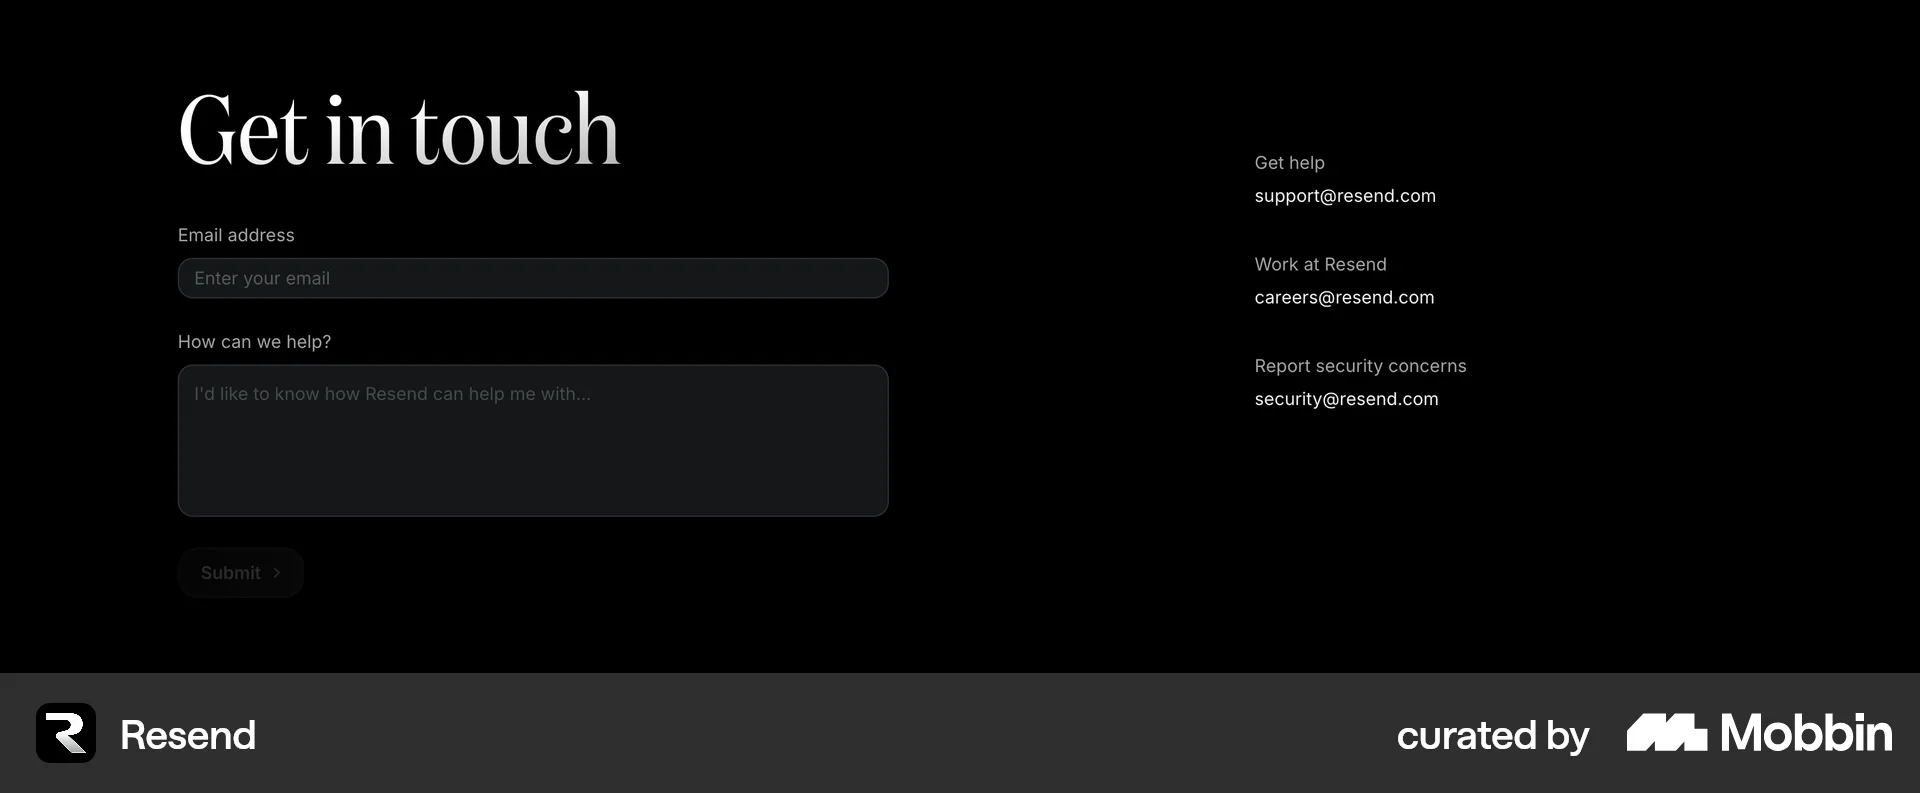 Get in touch
Email address
Enter your email
How can we help?
I'd like to know how Resend can help me with...
Submit
Get help
support@resend.com
Work at Resend
careers@resend.com
Report security concerns
security@resend.com
Resend
curated by Mobbin